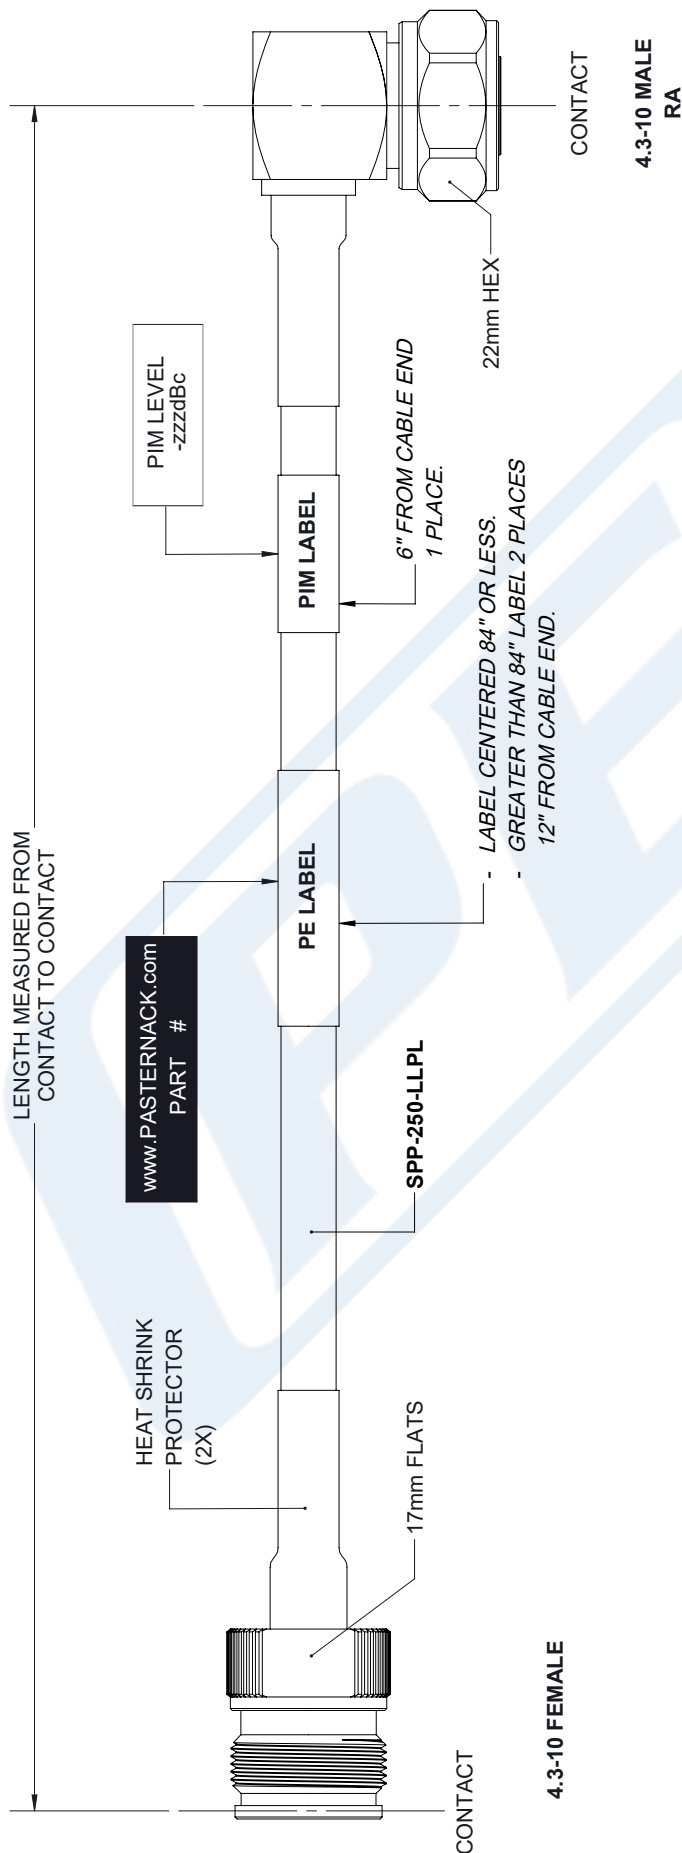 LENGTH MEASURED FROM
CONTACT TO CONTACT
HEAT SHRINK
PROTECTOR
(2X)
www.PASTERNACK.com
PART #
PIM LEVEL
-zzzdBc
PE LABEL
PIM LABEL
17mm FLATS
SPP-250-LLPL
- LABEL CENTERED 84" OR LESS.
- GREATER THAN 84" LABEL 2 PLACES
12" FROM CABLE END.
6" FROM CABLE END
1 PLACE.
22mm HEX
CONTACT
4.3-10 FEMALE
CONTACT
4.3-10 MALE
RA
PE